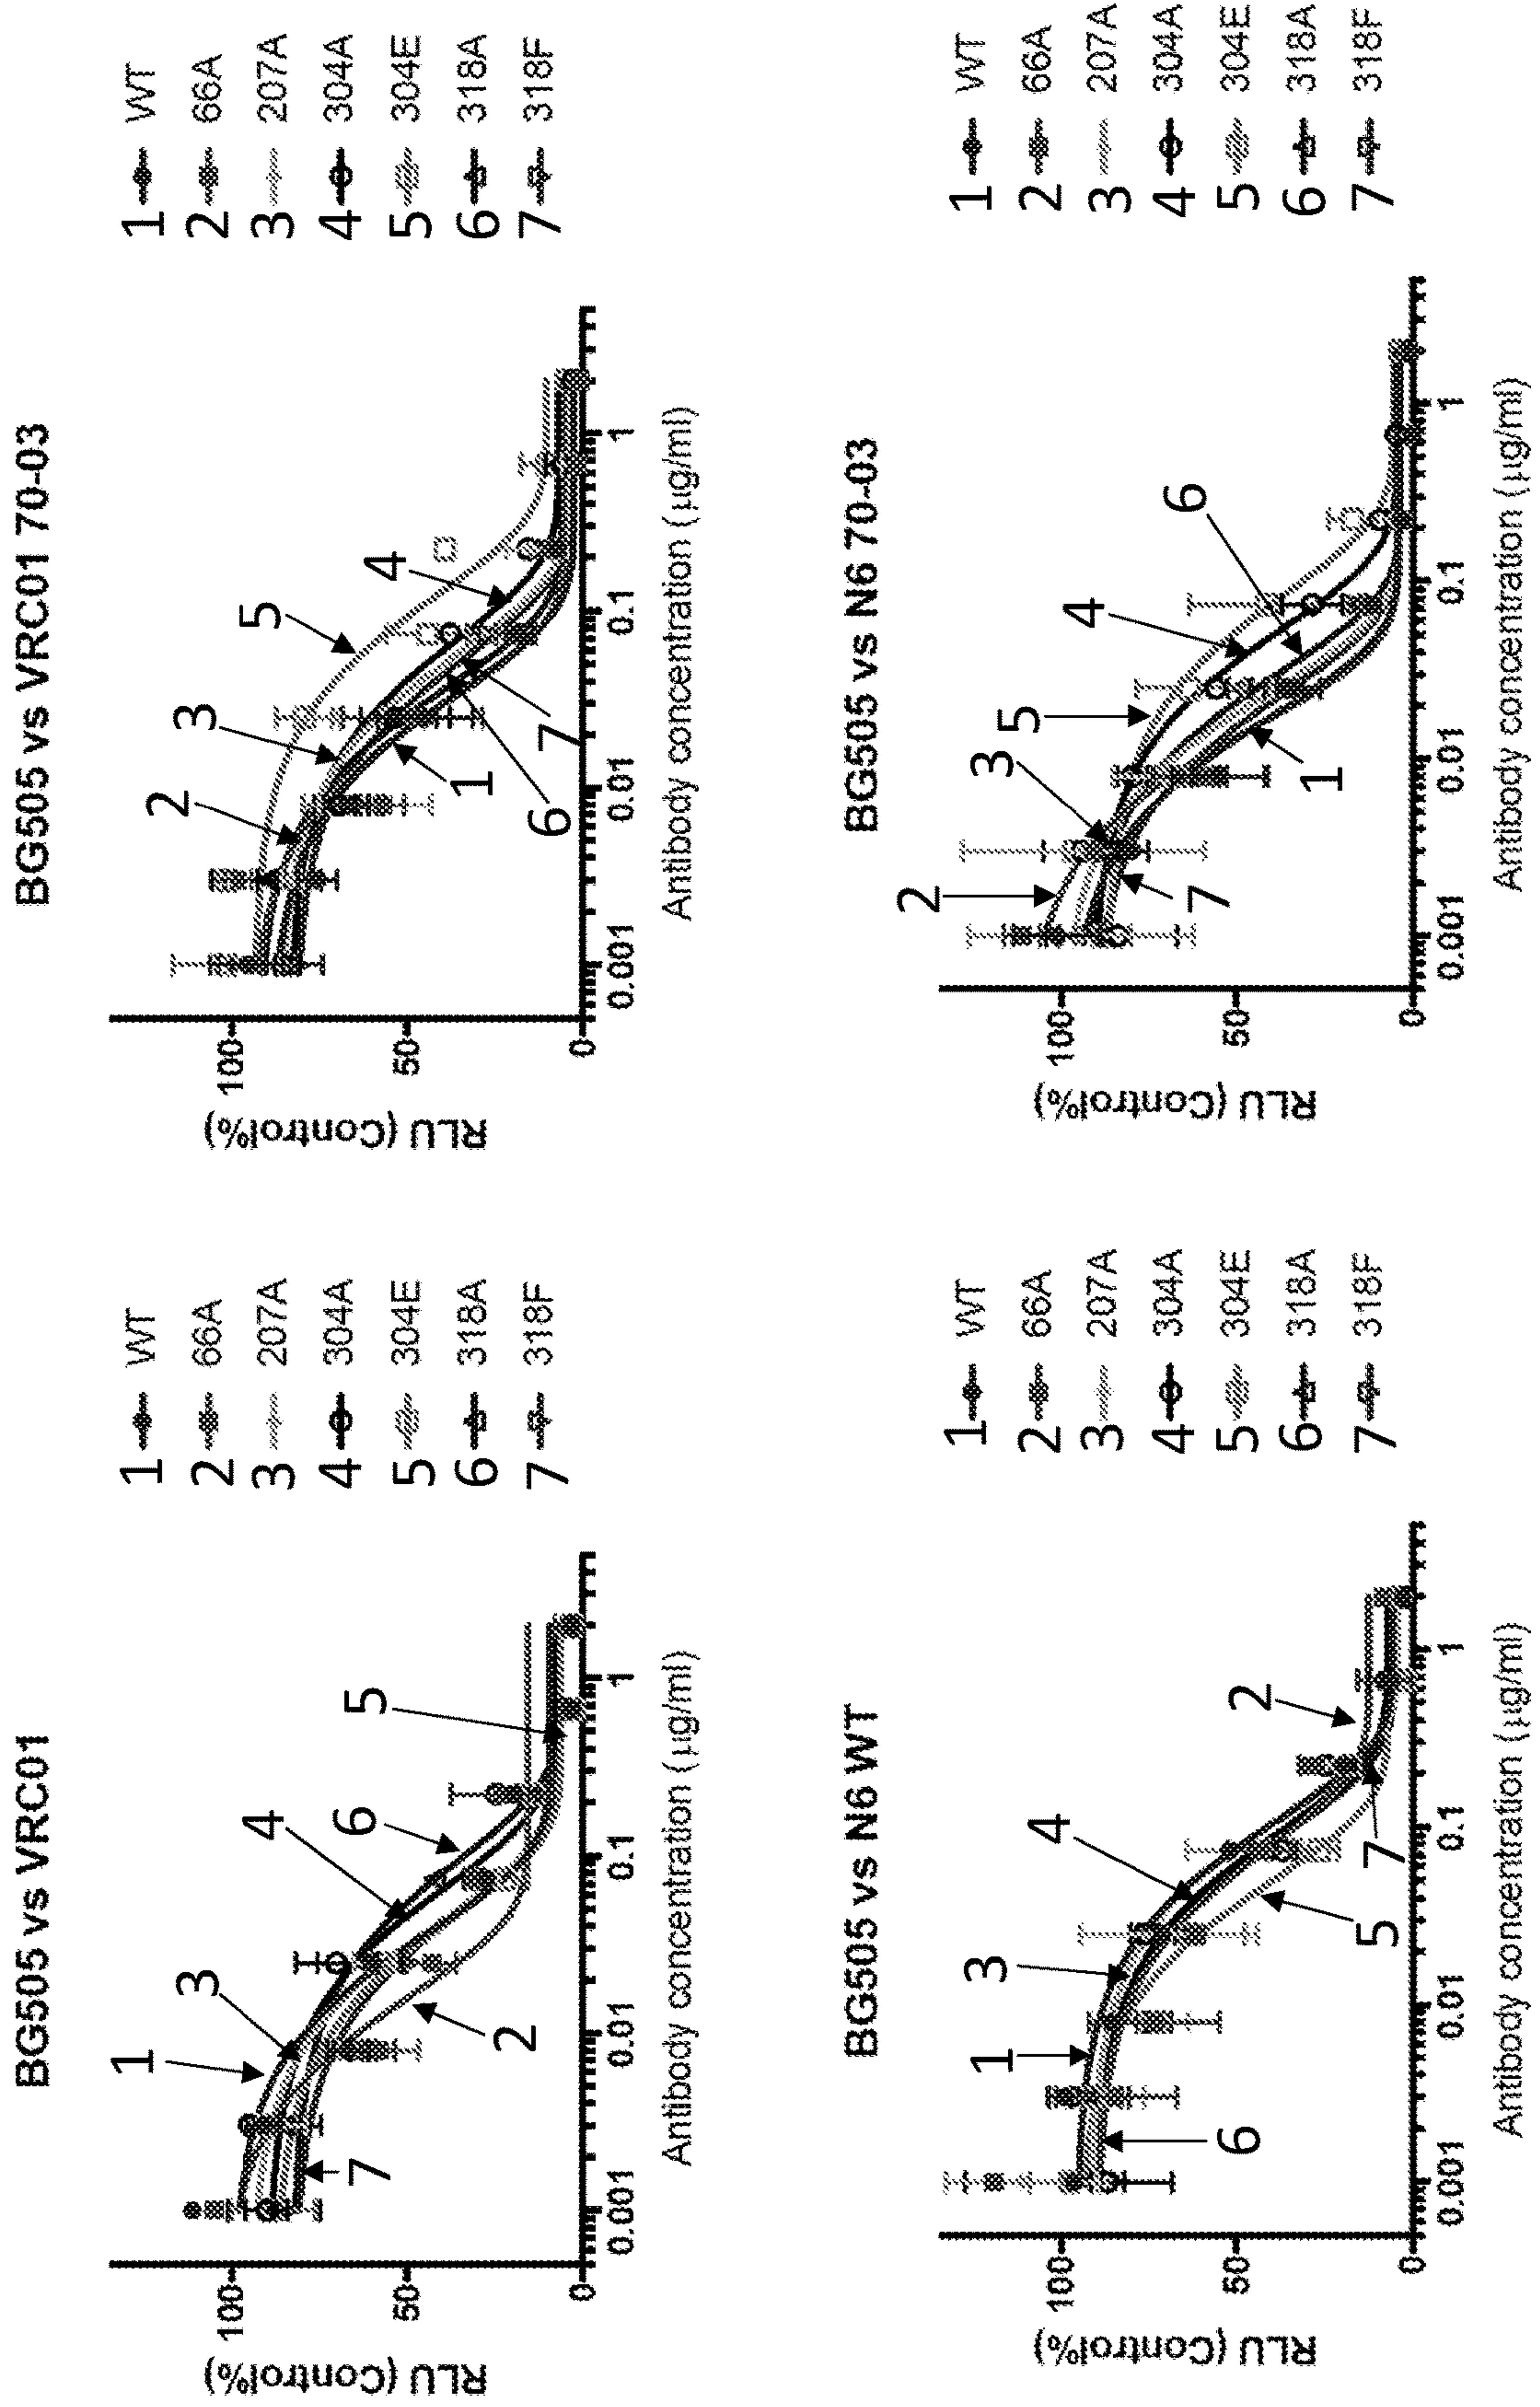 BG505 vs VRC01
RLU (Control%)
100
50
0
1
3
4
6
5
2
7
0.001
0.01
0.1
1
Antibody concentration (μg/ml)
1 WT
2 66A
3 207A
4 304A
5 304E
6 318A
7 318F
BG505 vs VRC01 70-03
RLU (Control%)
100
50
0
2
3
5
4
1
6
7
0.001
0.01
0.1
1
Antibody concentration (μg/ml)
1 WT
2 66A
3 207A
4 304A
5 304E
6 318A
7 318F
BG505 vs N6 WT
RLU (Control%)
100
50
0
1
3
4
2
6
5
7
0.001
0.01
0.1
1
Antibody concentration (μg/ml)
1 WT
2 66A
3 207A
4 304A
5 304E
6 318A
7 318F
BG505 vs N6 70-03
RLU (Control%)
100
50
0
2
3
5
4
6
7
1
0.001
0.01
0.1
1
Antibody concentration (μg/ml)
1 WT
2 66A
3 207A
4 304A
5 304E
6 318A
7 318F